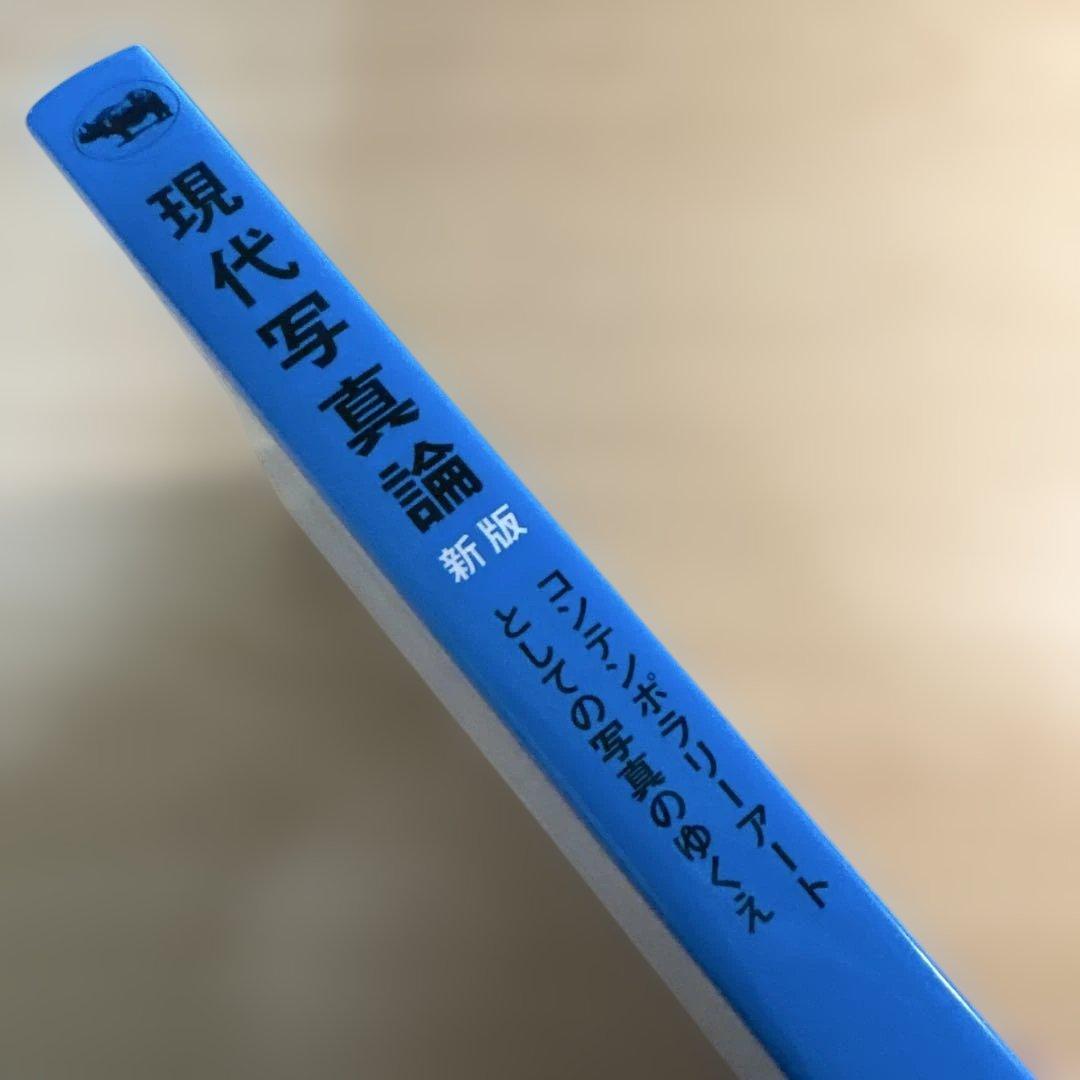 現代写真論
新版
コンテンポラリーアート
としての写真のゆくえ